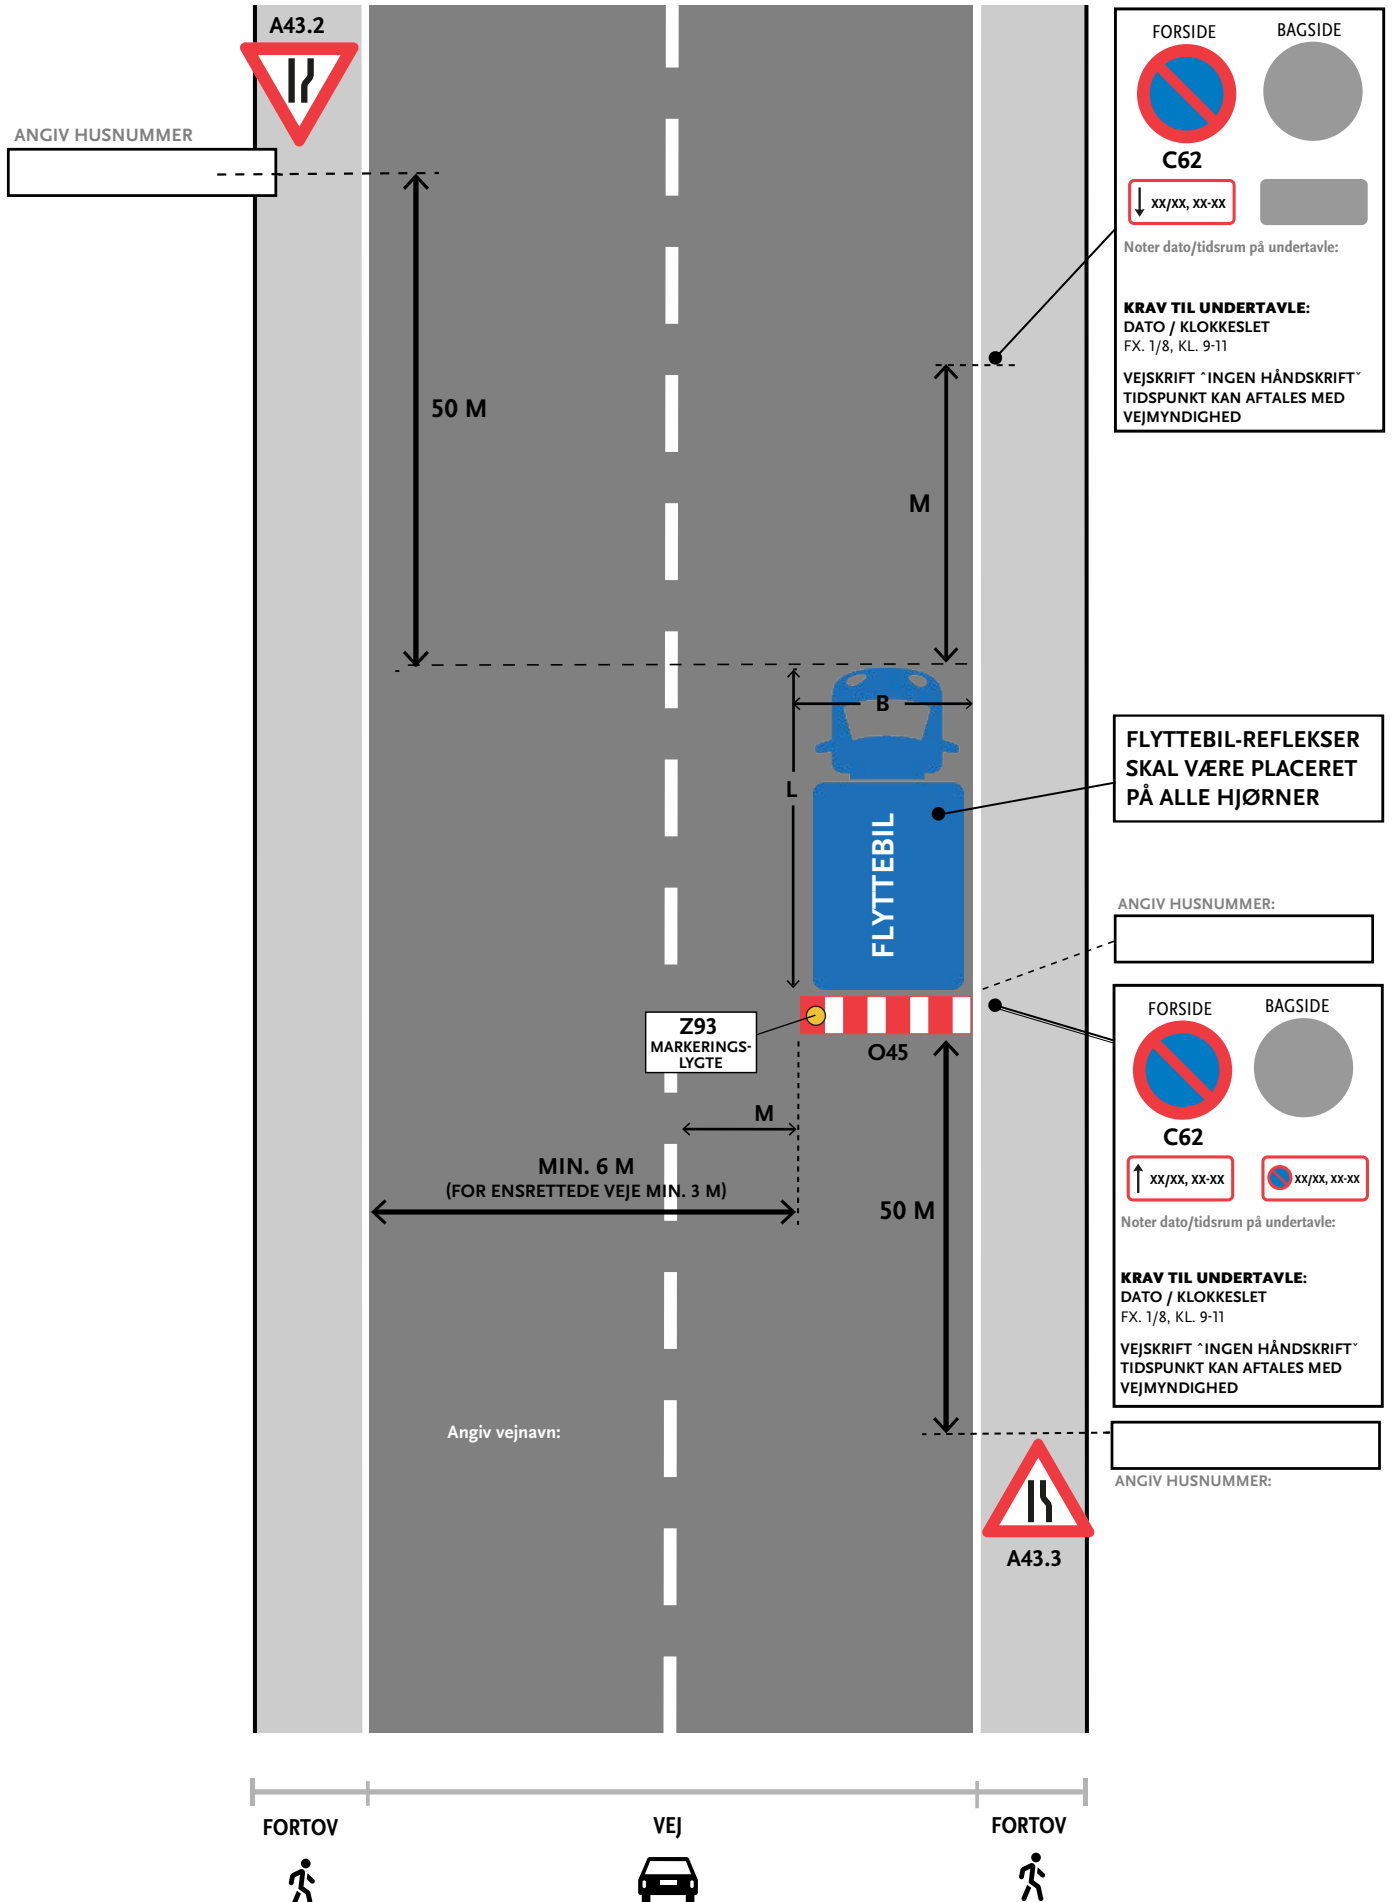 A43.2
ANGIV HUSNUMMER
FORSIDE
BAGSIDE
C62
xx/xx, xx-xx
Noter dato/tidsrum på undertavle:
KRAV TIL UNDERTAVLE:
DATO / KLOKKESLET
FX. 1/8, KL. 9-11
VEJSKRIFT ˆINGEN HÅNDSKRIFTˇ
TIDSPUNKT KAN AFTALES MED
VEJMYNDIGHED
50 M
M
B
L
FLYTTEBIL
FLYTTEBIL-REFLEKSER
SKAL VÆRE PLACERET
PÅ ALLE HJØRNER
ANGIV HUSNUMMER:
Z93
MARKERINGS-
LYGTE
O45
M
MIN. 6 M
(FOR ENSRETTEDE VEJE MIN. 3 M)
50 M
FORSIDE
BAGSIDE
C62
xx/xx, xx-xx
xx/xx, xx-xx
Noter dato/tidsrum på undertavle:
KRAV TIL UNDERTAVLE:
DATO / KLOKKESLET
FX. 1/8, KL. 9-11
VEJSKRIFT ˆINGEN HÅNDSKRIFTˇ
TIDSPUNKT KAN AFTALES MED
VEJMYNDIGHED
Angiv vejnavn:
ANGIV HUSNUMMER:
A43.3
FORTOV
VEJ
FORTOV